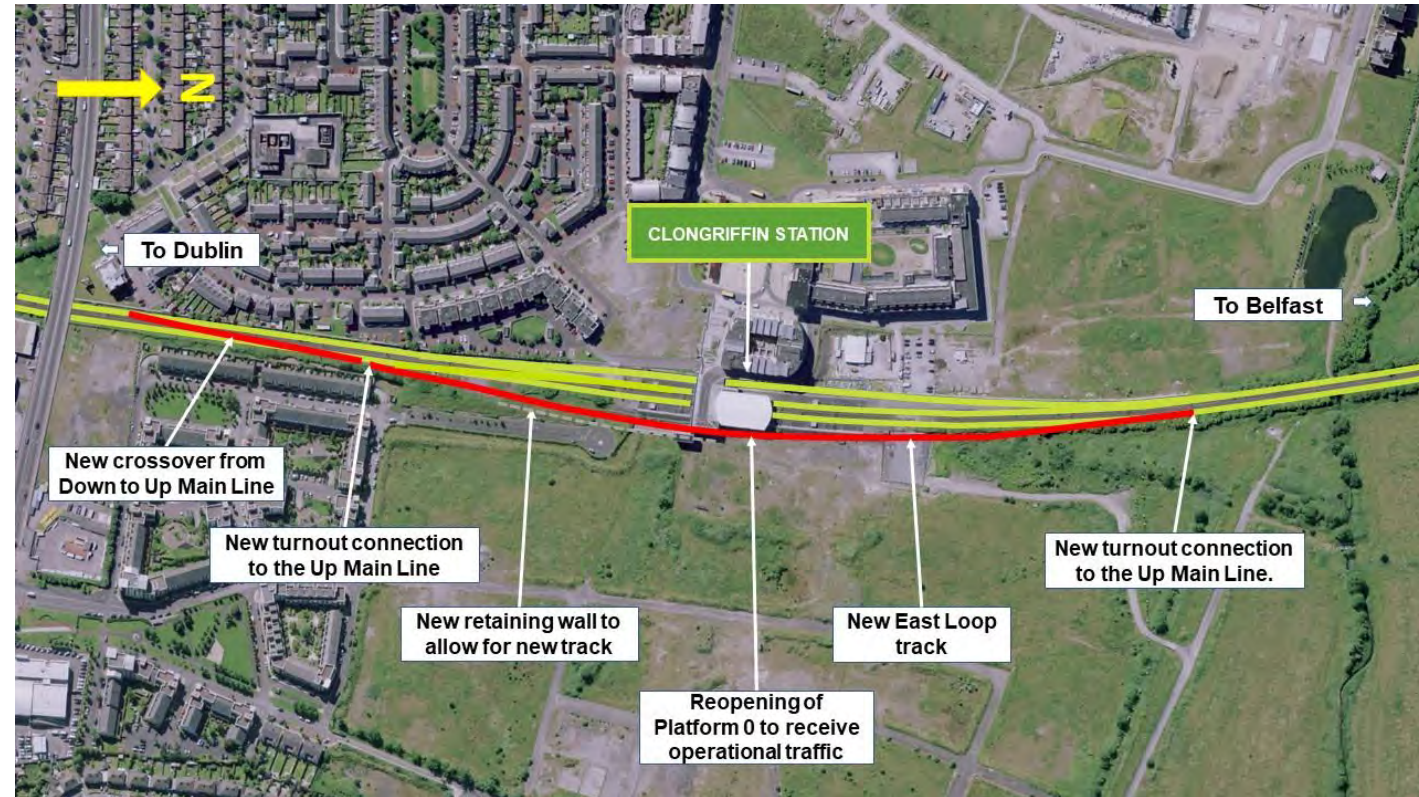 N
CLONGRIFFIN STATION
To Dublin
To Belfast
New crossover from
Down to Up Main Line
New turnout connection
to the Up Main Line
New retaining wall to
allow for new track
Reopening of
Platform 0 to receive
operational traffic
New East Loop
track
New turnout connection
to the Up Main Line.